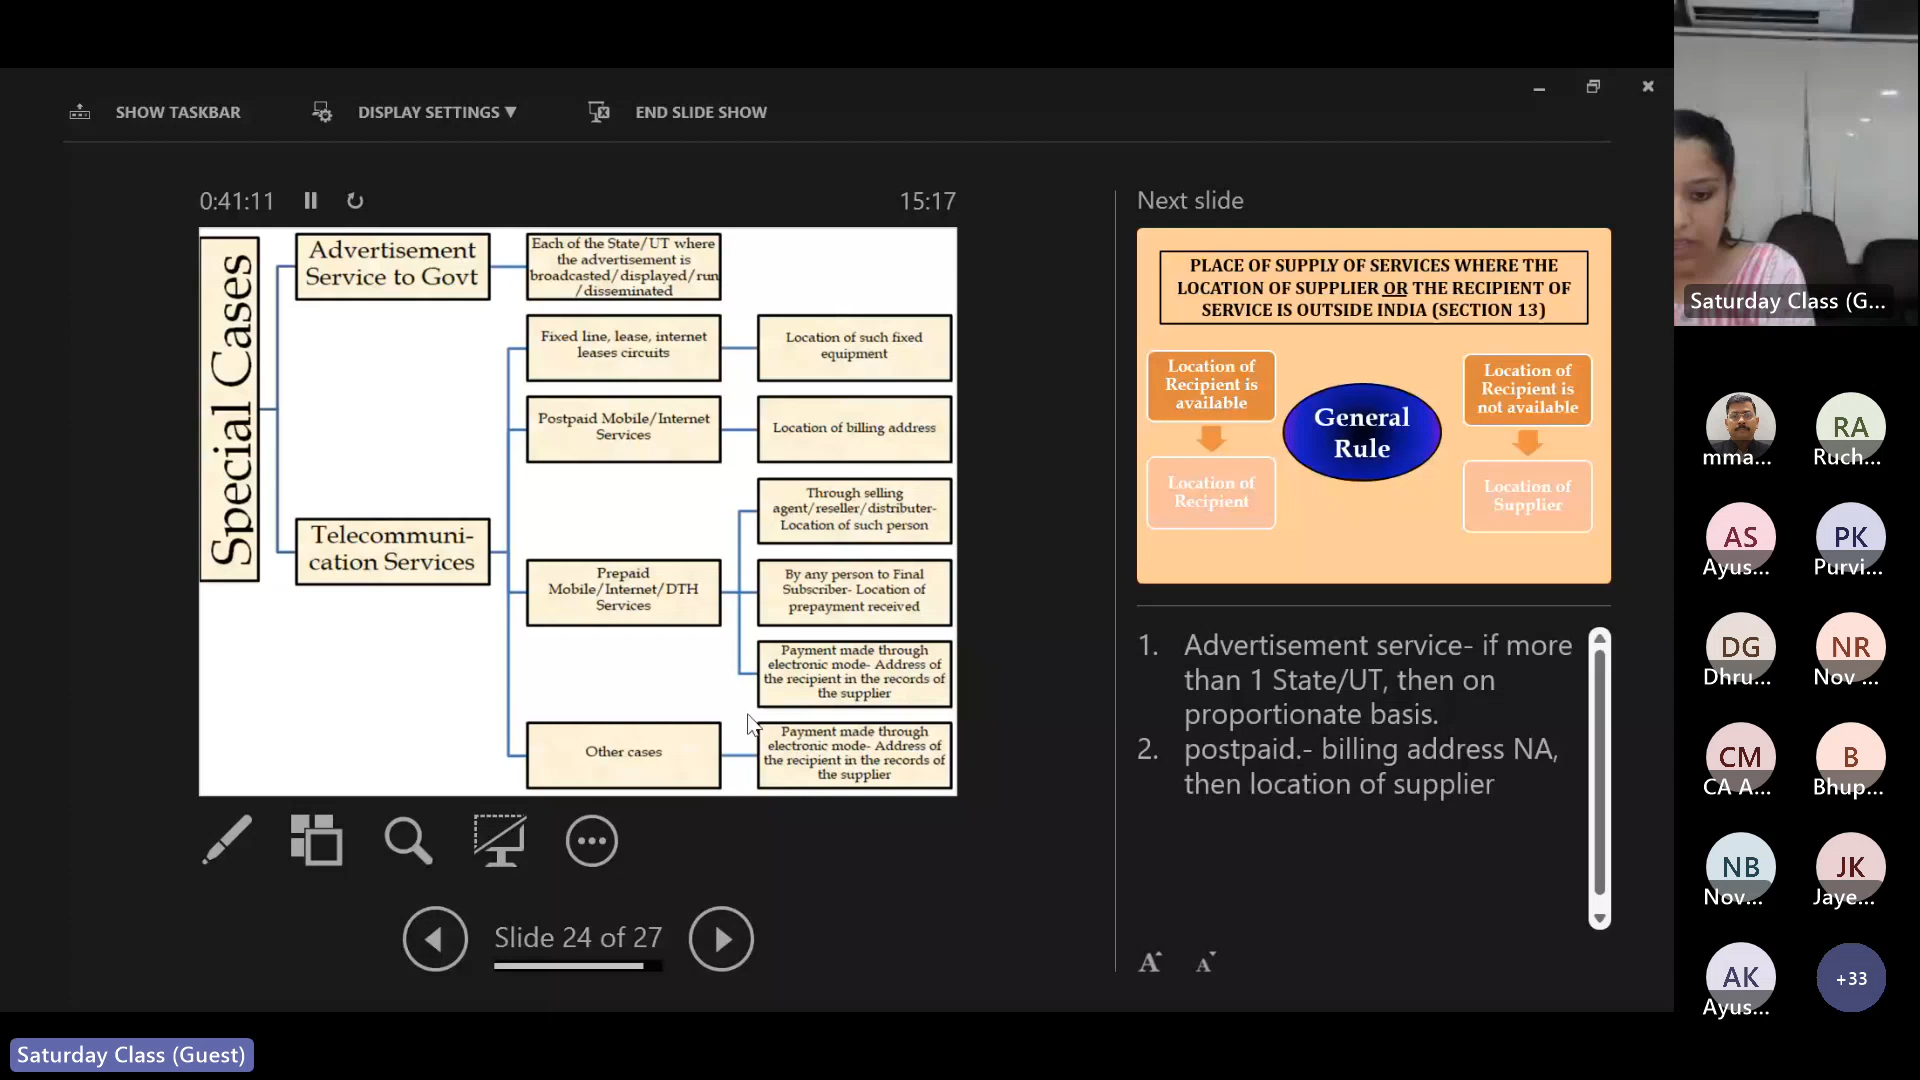 SHOW TASKBAR
DISPLAY SETTINGS ▼
END SLIDE SHOW
0:41:11
15:17
Special Cases
Advertisement
Service to Govt
Each of the State/UT where
the advertisement is
broadcasted/displayed/run
/disseminated
Telecommuni-
cation Services
Fixed line, lease, internet
leases circuits
Location of such fixed
equipment
Postpaid Mobile/Internet
Services
Location of billing address
Prepaid
Mobile/Internet/DTH
Services
Through selling
agent/reseller/distributer-
Location of such person
By any person to Final
Subscriber- Location of
prepayment received
Payment made through
electronic mode- Address of
the recipient in the records of
the supplier
Other cases
Payment made through
electronic mode- Address of
the recipient in the records of
the supplier
Slide 24 of 27
Next slide
PLACE OF SUPPLY OF SERVICES WHERE THE
LOCATION OF SUPPLIER OR THE RECIPIENT OF
SERVICE IS OUTSIDE INDIA (SECTION 13)
Location of
Recipient is
available
Location of
Recipient
General
Rule
Location of
Recipient is
not available
Location of
Supplier
1. Advertisement service- if more
than 1 State/UT, then on
proportionate basis.
2. postpaid.- billing address NA,
then location of supplier
A A
Saturday Class (G...
mma...
RA
Ruch...
AS
Ayus...
PK
Purvi...
DG
Dhru...
NR
Nov ...
CM
CA A...
B
Bhup...
NB
Nov...
JK
Jaye...
AK
Ayus...
+33
Saturday Class (Guest)